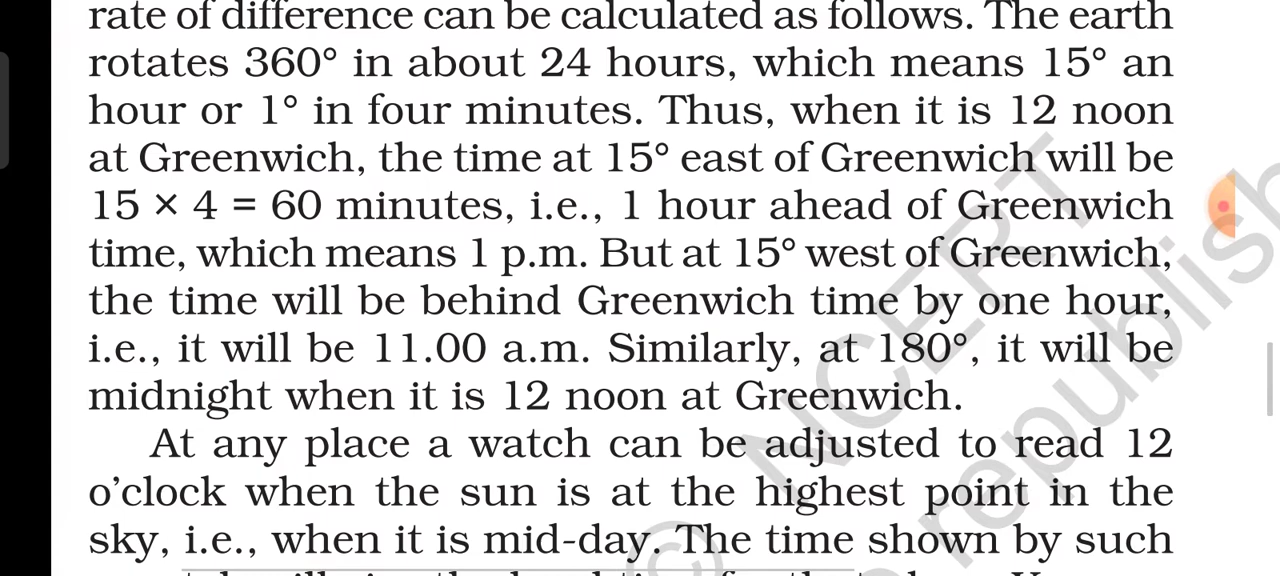 rate of difference can be calculated as follows. The earth
rotates 360° in about 24 hours, which means 15° an
hour or 1° in four minutes. Thus, when it is 12 noon
at Greenwich, the time at 15° east of Greenwich will be
15 × 4 = 60 minutes, i.e., 1 hour ahead of Greenwich
time, which means 1 p.m. But at 15° west of Greenwich;
the time will be behind Greenwich time by one hour,
i.e., it will be 11.00 a.m. Similarly, at 180°, it will be
midnight when it is 12 noon at Greenwich.
At any place a watch can be adjusted to read 12
o’clock when the sun is at the highest point in the
sky, i.e., when it is mid-day. The time shown by such
© NCERT
republish